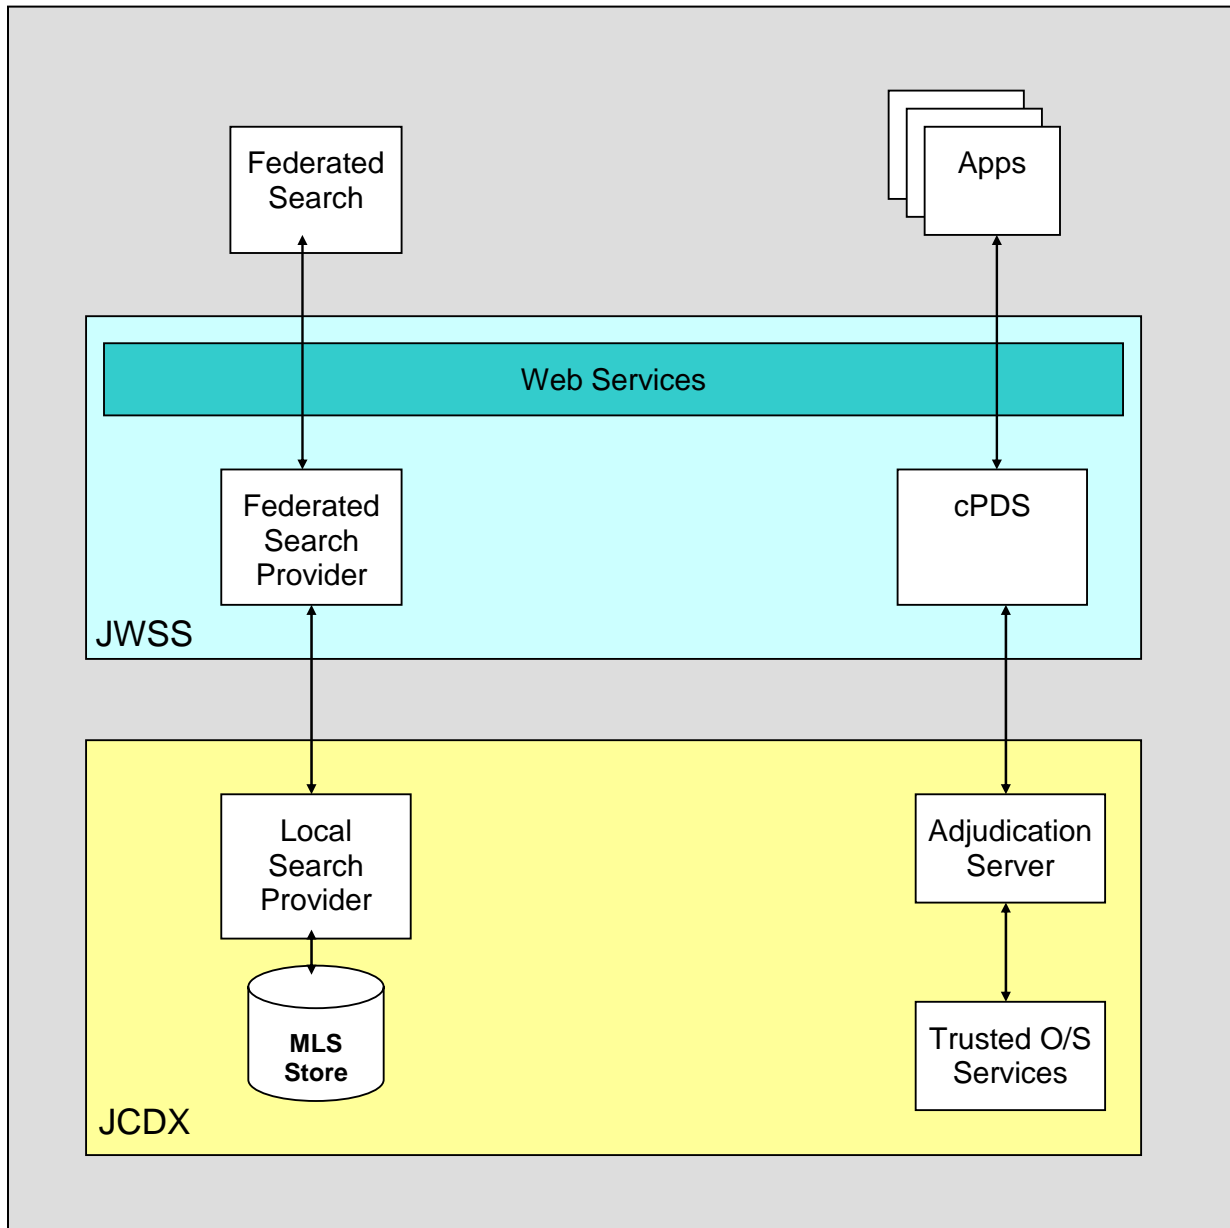 Federated
Search
Apps
Web Services
Federated
Search
Provider
cPDS
JWSS
Local
Search
Provider
Adjudication
Server
MLS
Store
Trusted O/S
Services
JCDX